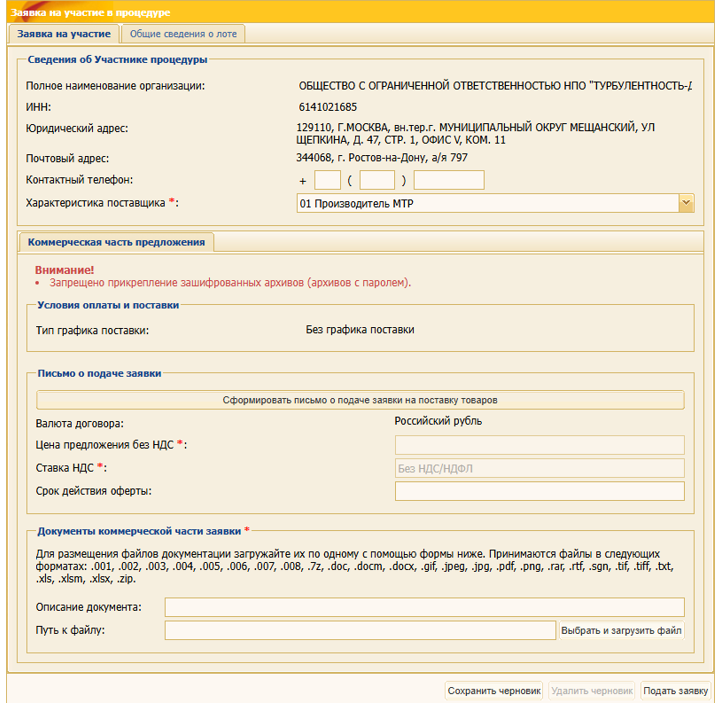 Заявка на участие в процедуре
Заявка на участие
Общие сведения о лоте
Сведения об Участнике процедуры
Полное наименование организации: ОБЩЕСТВО С ОГРАНИЧЕННОЙ ОТВЕТСТВЕННОСТЬЮ НПО "ТУРБУЛЕНТНОСТЬ-Д
ИНН: 6141021685
Юридический адрес: 129110, Г.МОСКВА, вн.тер.г. МУНИЦИПАЛЬНЫЙ ОКРУГ МЕЩАНСКИЙ, УЛ
ЩЕПКИНА, Д. 47, СТР. 1, ОФИС V, КОМ. 11
Почтовый адрес: 344068, г. Ростов-на-Дону, а/я 797
Контактный телефон: + ( )
Характеристика поставщика *: 01 Производитель МТР
Коммерческая часть предложения
Внимание!
• Запрещено прикрепление зашифрованных архивов (архивов с паролем).
Условия оплаты и поставки
Тип графика поставки: Без графика поставки
Письмо о подаче заявки
Сформировать письмо о подаче заявки на поставку товаров
Валюта договора: Российский рубль
Цена предложения без НДС *:
Ставка НДС *: Без НДС/НДФЛ
Срок действия оферты:
Документы коммерческой части заявки *
Для размещения файлов документации загружайте их по одному с помощью формы ниже. Принимаются файлы в следующих
форматах: .001, .002, .003, .004, .005, .006, .007, .008, .7z, .doc, .docm, .docx, .gif, .jpeg, .jpg, .pdf, .png, .rar, .rtf, .sgn, .tif, .tiff, .txt,
.xls, .xlsm, .xlsx, .zip.
Описание документа:
Путь к файлу: Выбрать и загрузить файл
Сохранить черновик Удалить черновик Подать заявку